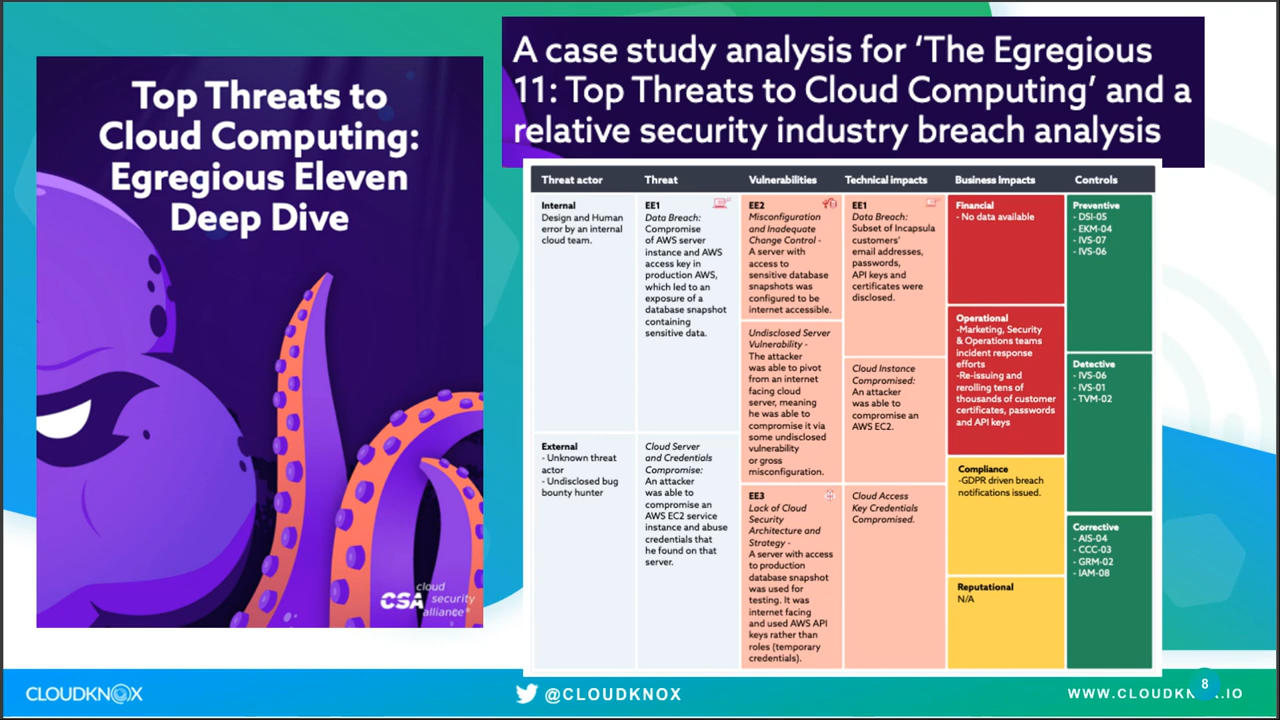 Top Threats to
Cloud Computing:
Egregious Eleven
Deep Dive
CSA cloud
security
alliance®
A case study analysis for ‘The Egregious
11: Top Threats to Cloud Computing’ and a
relative security industry breach analysis
Threat actor
Internal
Design and Human
error by an internal
cloud team.
External
- Unknown threat
actor
- Undisclosed bug
bounty hunter
Threat
EE1
Data Breach:
Compromise
of AWS server
instance and AWS
access key in
production AWS,
which led to an
exposure of a
database snapshot
containing
sensitive data.
Cloud Server
and Credentials
Compromise:
An attacker
was able to
compromise an
AWS EC2 service
instance and abuse
credentials that
he found on that
server.
Vulnerabilities
EE2
Misconfiguration
and Inadequate
Change Control -
A server with
access to
sensitive database
snapshots was
configured to be
internet accessible.
Undisclosed Server
Vulnerability -
The attacker
was able to pivot
from an internet
facing cloud
server, meaning
he was able to
compromise it via
some undisclosed
vulnerability
or gross
misconfiguration.
EE3
Lack of Cloud
Security
Architecture and
Strategy -
A server with access
to production
database snapshot
was used for
testing. It was
internet facing
and used AWS API
keys rather than
roles (temporary
credentials).
Technical impacts
EE1
Data Breach:
Subset of Incapsula
customers’
email addresses,
passwords,
API keys and
certificates were
disclosed.
Cloud Instance
Compromised:
An attacker
was able to
compromise an
AWS EC2.
Cloud Access
Key Credentials
Compromised.
Business Impacts
Financial
- No data available
Operational
-Marketing, Security
& Operations teams
incident response
efforts
-Re-issuing and
rerolling tens of
thousands of customer
certificates, passwords
and API keys
Compliance
-GDPR driven breach
notifications issued.
Reputational
N/A
Controls
Preventive
- DSI-05
- EKM-04
- IVS-07
- IVS-06
Detective
- IVS-06
- IVS-01
- TVM-02
Corrective
- AIS-04
- CCC-03
- GRM-02
- IAM-08
CLOUDKNOX
@CLOUDKNOX
8